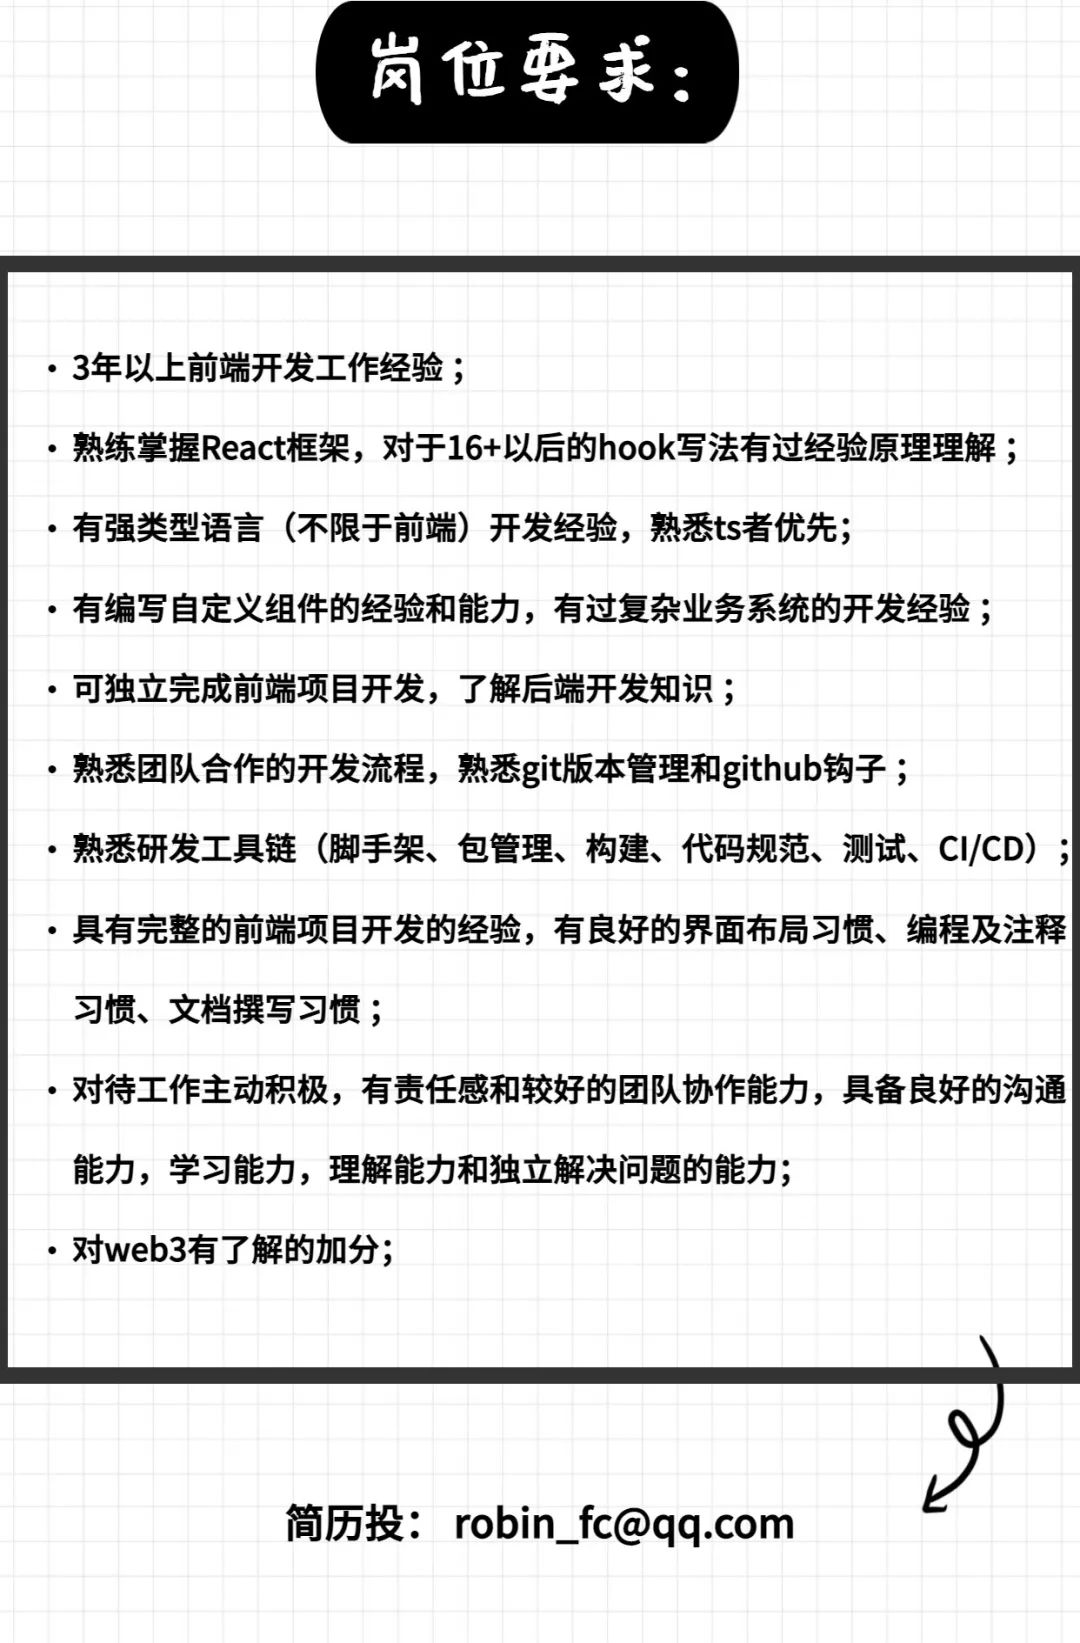 岗位要求：
· 3年以上前端开发工作经验；
· 熟练掌握React框架，对于16+以后的hook写法有过经验原理理解；
· 有强类型语言（不限于前端）开发经验，熟悉ts者优先；
· 有编写自定义组件的经验和能力，有过复杂业务系统的开发经验；
· 可独立完成前端项目开发，了解后端开发知识；
· 熟悉团队合作的开发流程，熟悉git版本管理和github钩子；
· 熟悉研发工具链（脚手架、包管理、构建、代码规范、测试、CI/CD）；
· 具有完整的前端项目开发的经验，有良好的界面布局习惯、编程及注释
习惯、文档撰写习惯；
· 对待工作主动积极，有责任感和较好的团队协作能力，具备良好的沟通
能力，学习能力，理解能力和独立解决问题的能力；
· 对web3有了解的加分；
简历投： robin_fc@qq.com